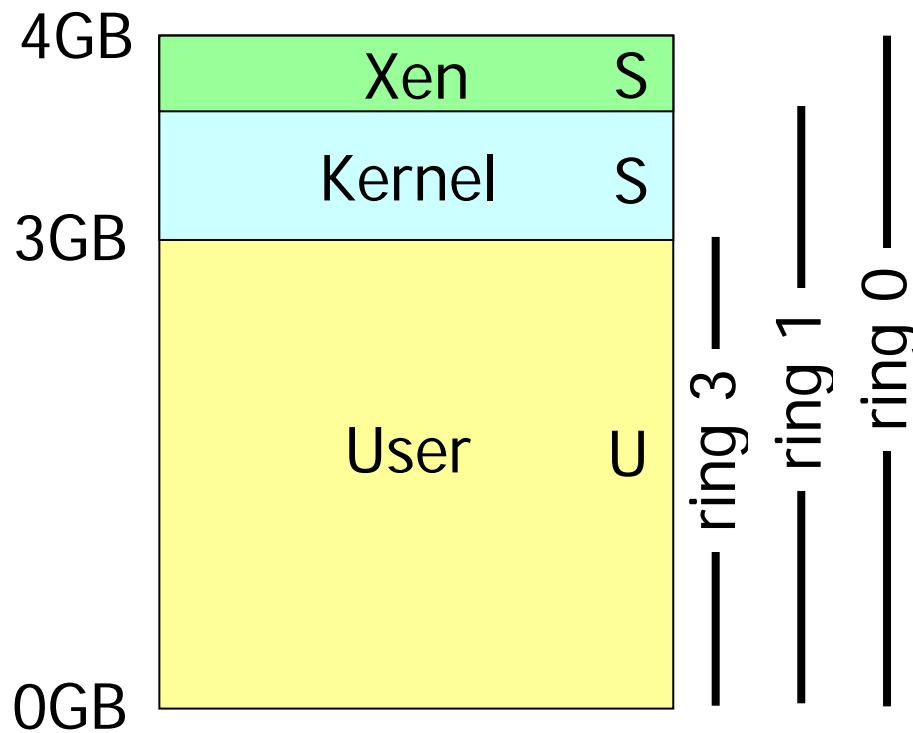 4GB
Xen S
Kernel S
3GB
User U
0GB
ring 3
ring 1
ring 0